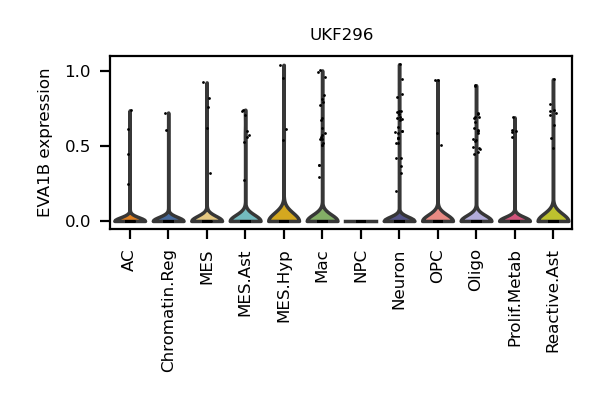 UKF296
EVA1B expression
1.0
0.5
0.0
AC
Chromatin.Reg
MES
MES.Ast
MES.Hyp
Mac
NPC
Neuron
OPC
Oligo
Prolif.Metab
Reactive.Ast